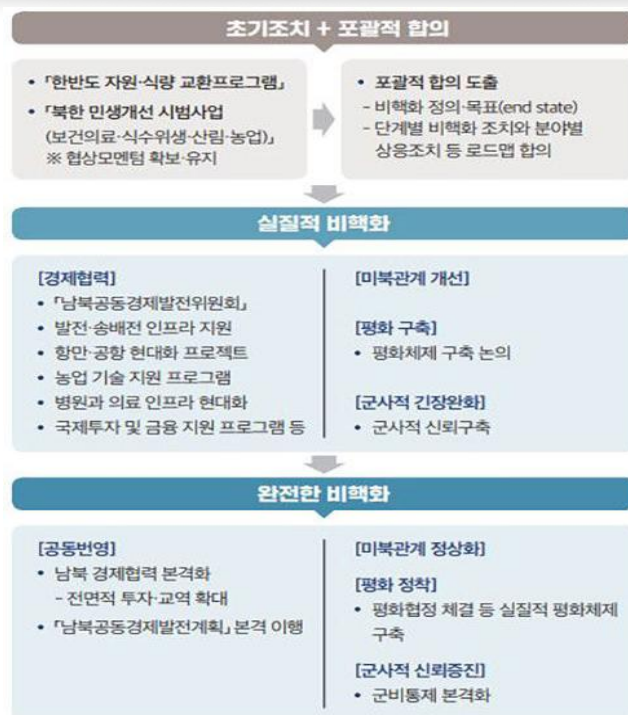 초기조치 + 포괄적 합의
• 「한반도 자원·식량 교환프로그램」
• 「북한 민생개선 시범사업
(보건의료·식수위생·산림·농업)」
※ 협상모멘텀 확보·유지
• 포괄적 합의 도출
- 비핵화 정의·목표(end state)
- 단계별 비핵화 조치와 분야별
상응조치 등 로드맵 합의
실질적 비핵화
[경제협력]
• 「남북공동경제발전위원회」
• 발전·송배전 인프라 지원
• 항만·공항 현대화 프로젝트
• 농업 기술 지원 프로그램
• 병원과 의료 인프라 현대화
• 국제투자 및 금융 지원 프로그램 등
[미북관계 개선]
[평화 구축]
• 평화체제 구축 논의
[군사적 긴장완화]
• 군사적 신뢰구축
완전한 비핵화
[공동번영]
• 남북 경제협력 본격화
- 전면적 투자·교역 확대
• 「남북공동경제발전계획」 본격 이행
[미북관계 정상화]
[평화 정착]
• 평화협정 체결 등 실질적 평화체제
구축
[군사적 신뢰증진]
• 군비통제 본격화